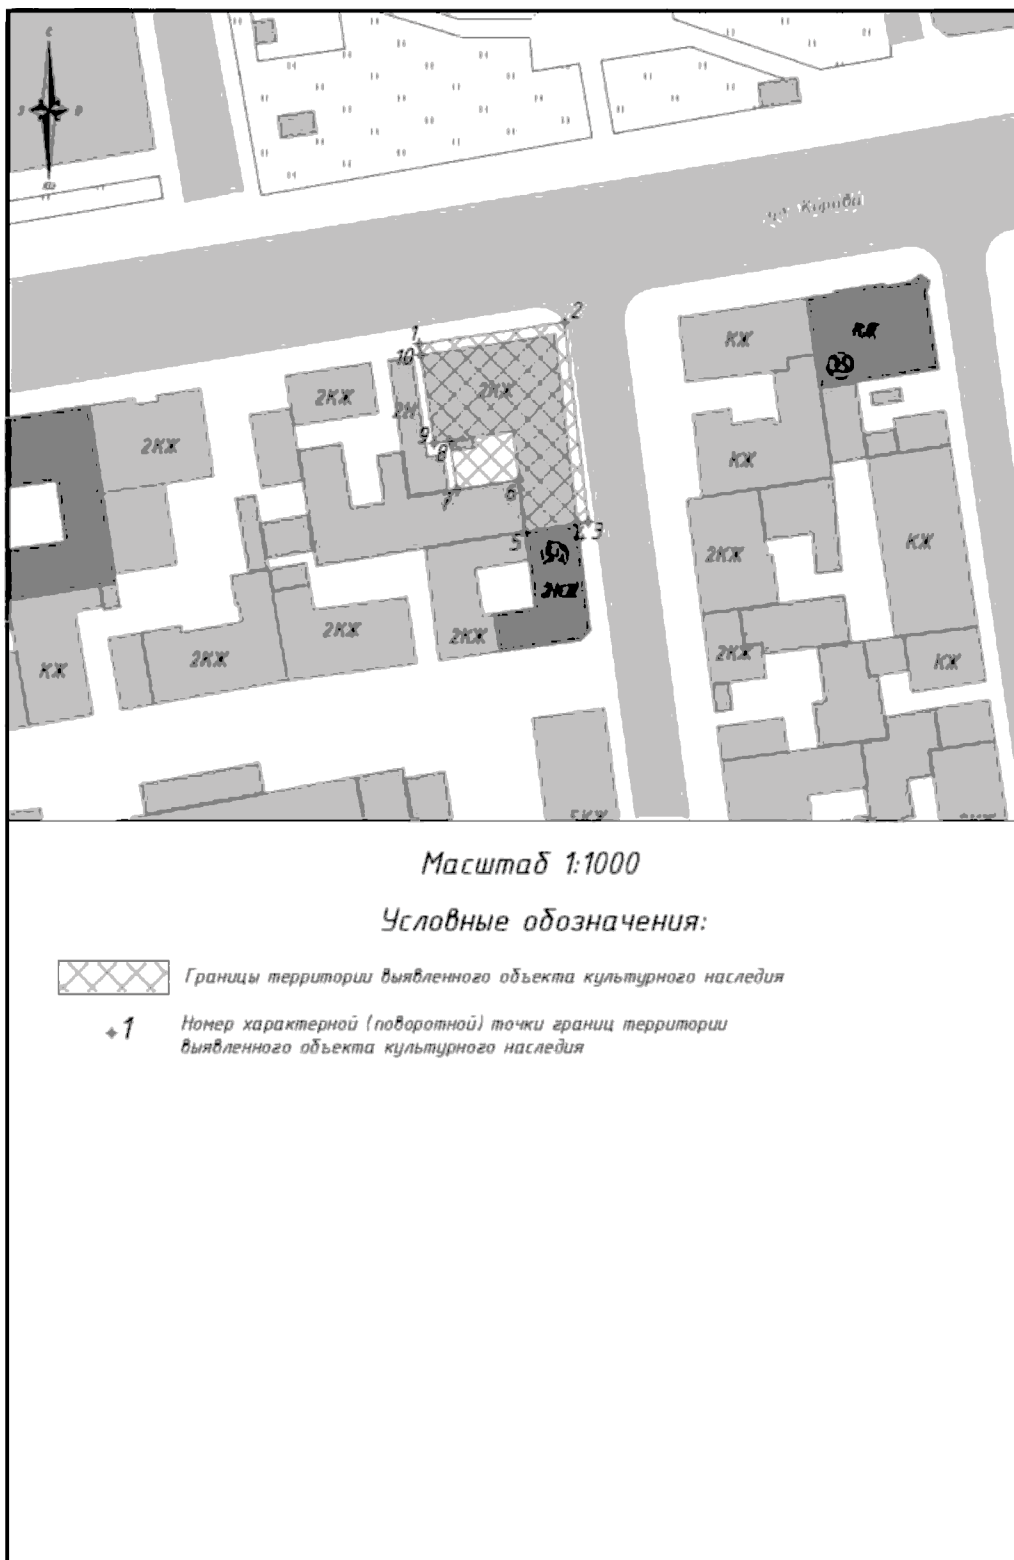 С
З
В
Ю
ул. Кирова
1
2
10
2КЖ
КЖ
КЖ
2КЖ
2Н
2КЖ
9
8
КЖ
7
6
5
3
2КЖ
КЖ
2КЖ
2КЖ
2КЖ
2КЖ
2КЖ
КЖ
КЖ
5КЖ
Масштаб 1:1000
Условные обозначения:
Границы территории выявленного объекта культурного наследия
1
Номер характерной (поворотной) точки границ территории
выявленного объекта культурного наследия